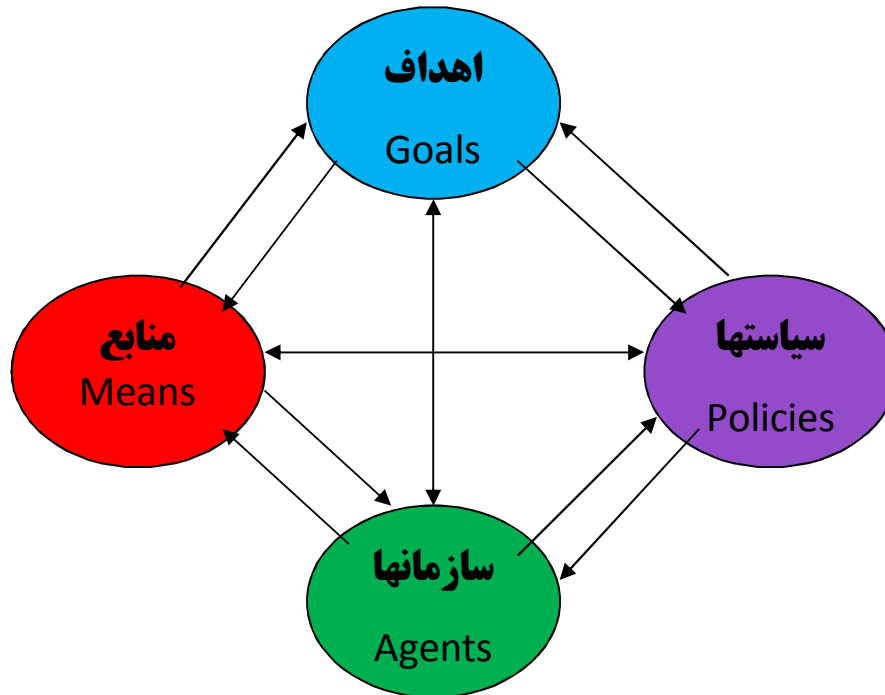 اهداف
Goals
منابع
Means
سیاستها
Policies
سازمانها
Agents